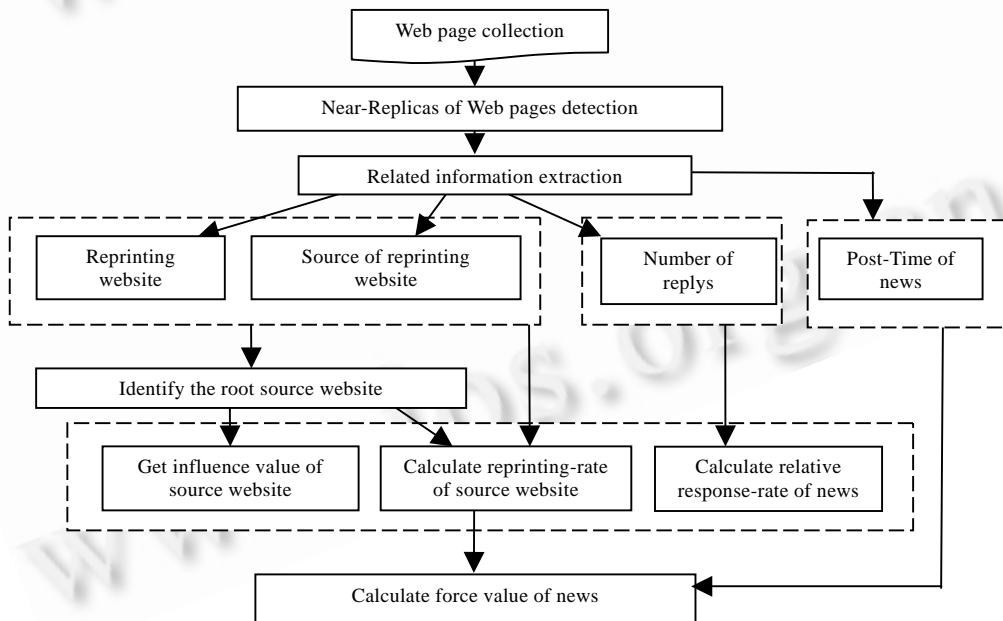 Web page collection
Near-Replicas of Web pages detection
Related information extraction
Reprinting
website
Source of reprinting
website
Number of
replys
Post-Time of
news
Identify the root source website
Get influence value of
source website
Calculate reprinting-rate
of source website
Calculate relative
response-rate of news
Calculate force value of news